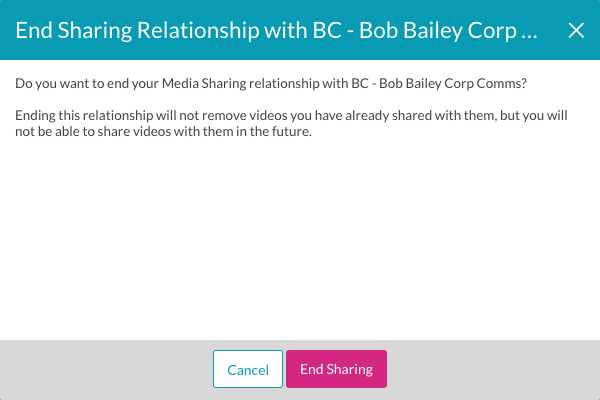 End Sharing Relationship with BC - Bob Bailey Corp ...
Do you want to end your Media Sharing relationship with BC - Bob Bailey Corp Comms?
Ending this relationship will not remove videos you have already shared with them, but you will
not be able to share videos with them in the future.
Cancel
End Sharing